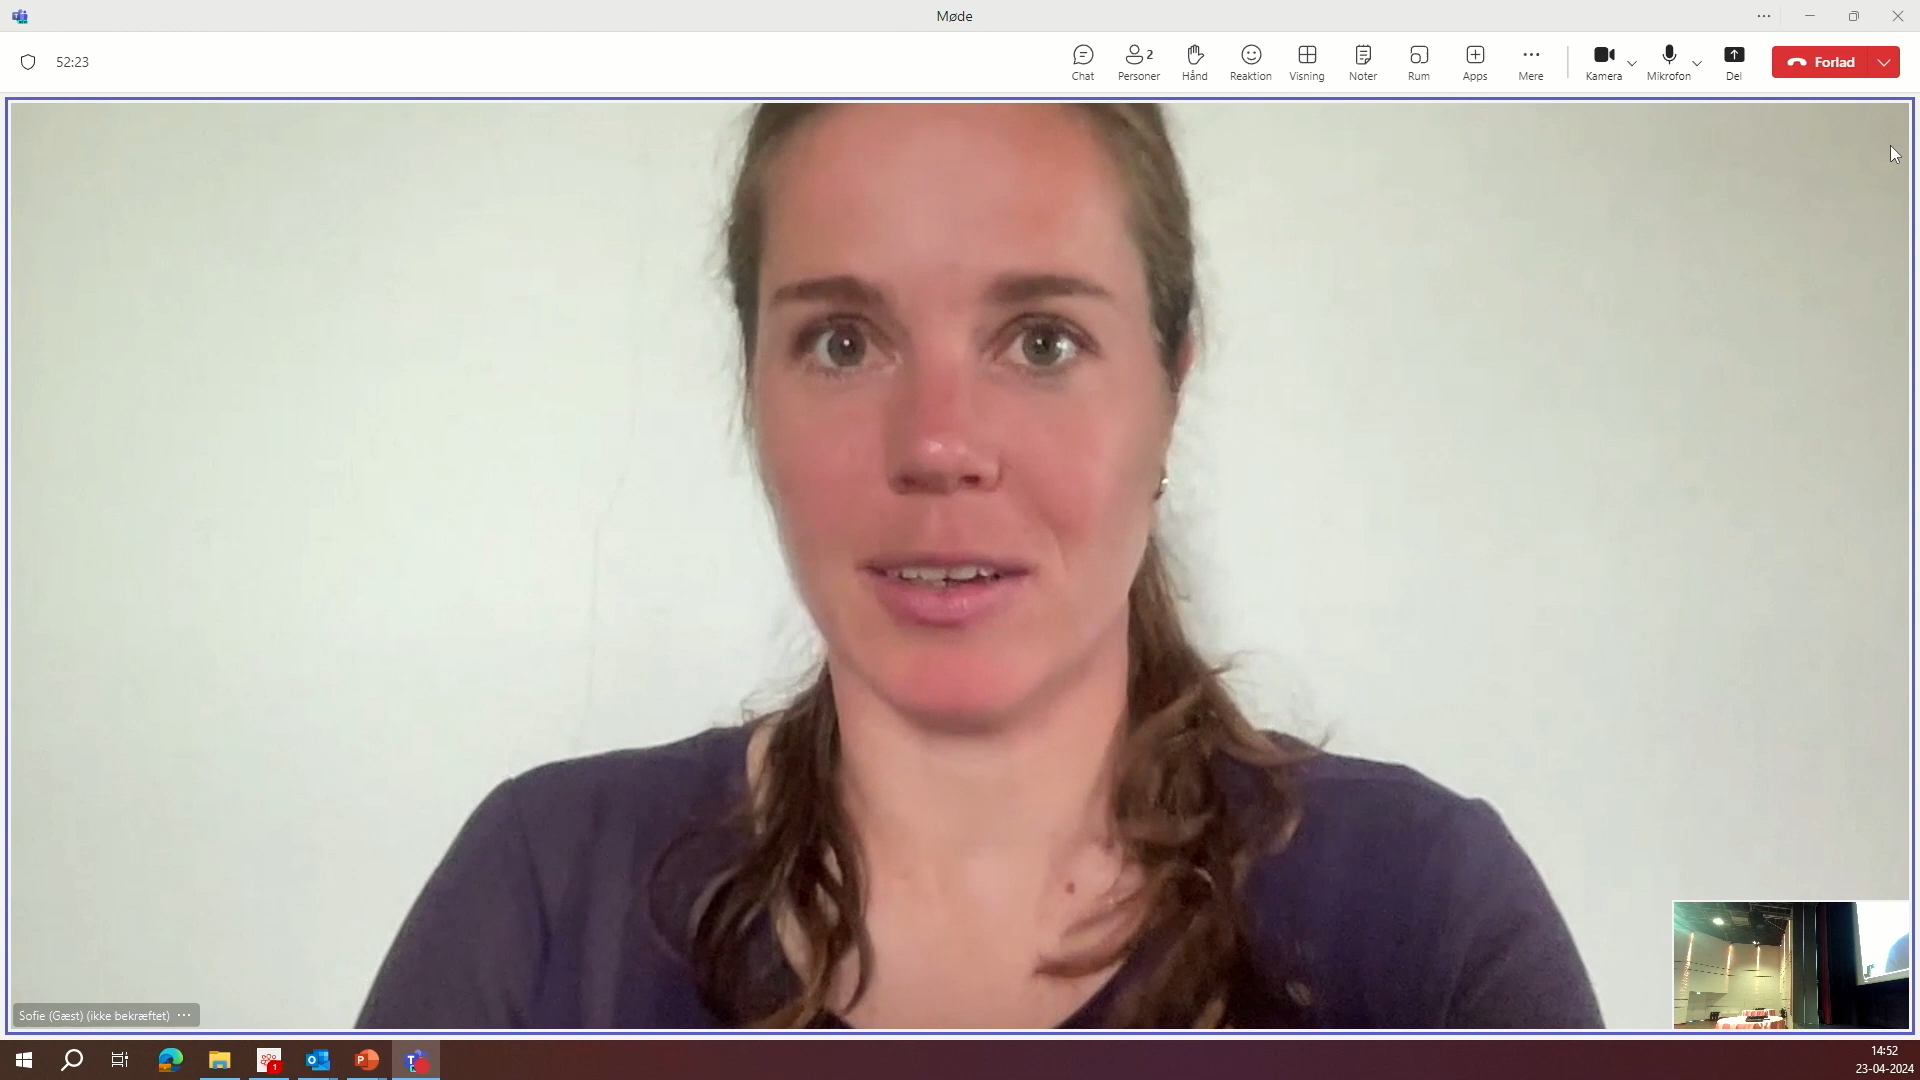 Møde
52:23
Chat
2
Personer
Hånd
Reaktion
Visning
Noter
Rum
Apps
Mere
Kamera
Mikrofon
Del
Forlad
Sofie (Gæst) (ikke bekræftet)
1
14:52
23-04-2024